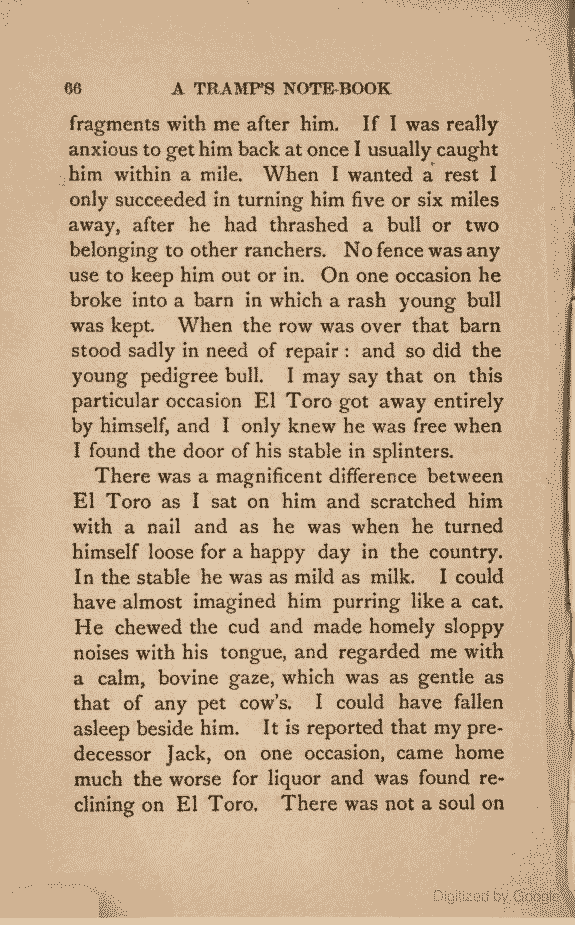 66 A TRAMP'S NOTE-BOOK
fragments with me after him. If I was really
anxious to get him back at once I usually caught
him within a mile. When I wanted a rest I
only succeeded in turning him five or six miles
away, after he had thrashed a bull or two
belonging to other ranchers. No fence was any
use to keep him out or in. On one occasion he
broke into a barn in which a rash young bull
was kept. When the row was over that barn
stood sadly in need of repair : and so did the
young pedigree bull. I may say that on this
particular occasion El Toro got away entirely
by himself, and I only knew he was free when
I found the door of his stable in splinters.
There was a magnificent difference between
El Toro as I sat on him and scratched him
with a nail and as he was when he turned
himself loose for a happy day in the country.
In the stable he was as mild as milk. I could
have almost imagined him purring like a cat.
He chewed the cud and made homely sloppy
noises with his tongue, and regarded me with
a calm, bovine gaze, which was as gentle as
that of any pet cow's. I could have fallen
asleep beside him. It is reported that my pre-
decessor Jack, on one occasion, came home
much the worse for liquor and was found re-
clining on El Toro. There was not a soul on
Digitized by Google